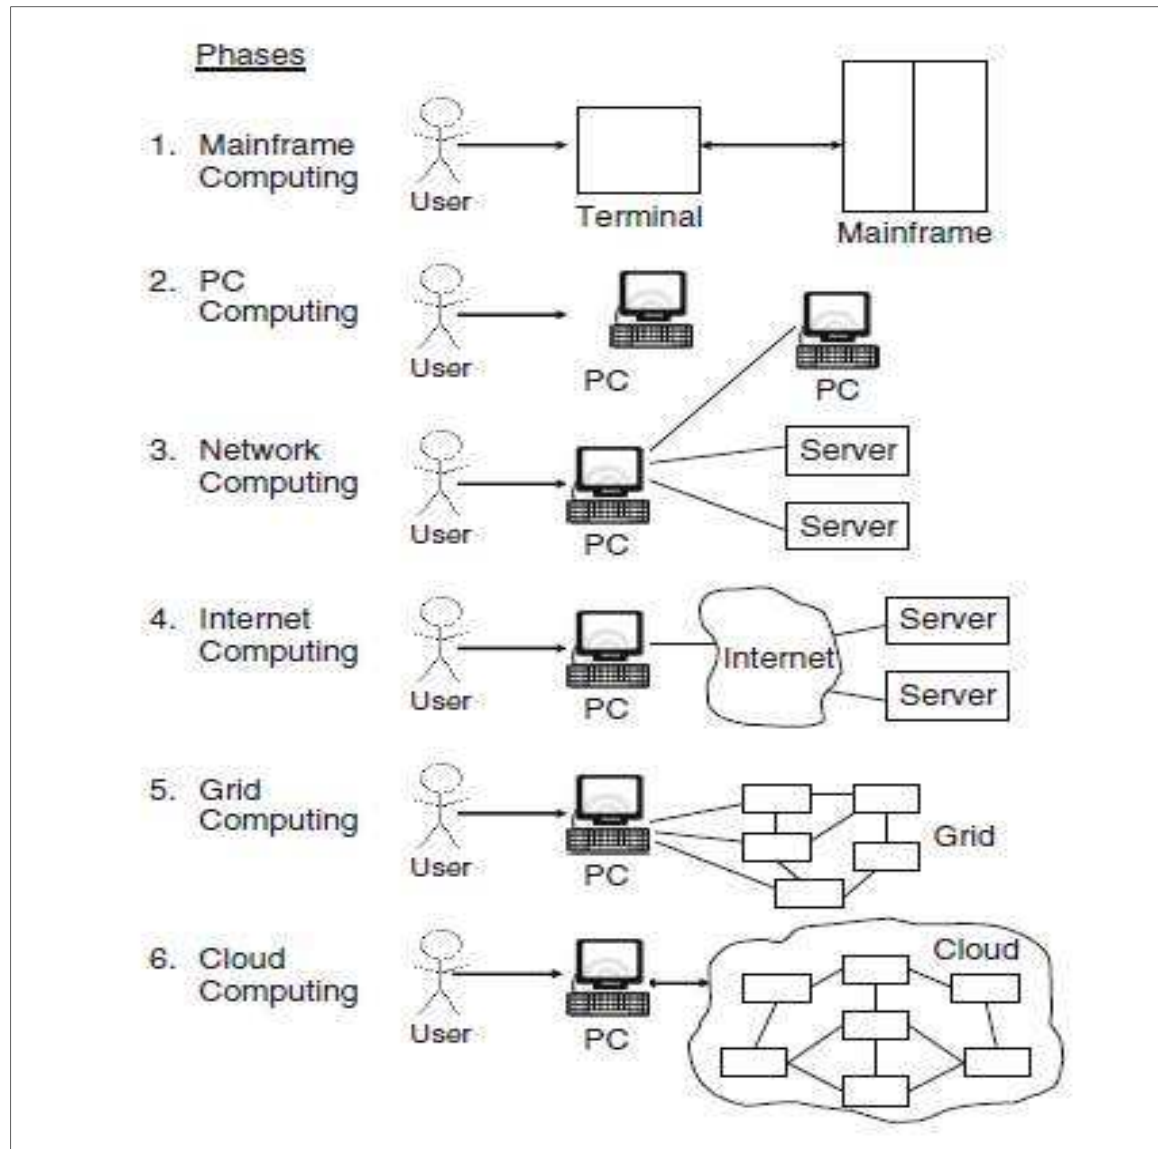 Phases
1. Mainframe
Computing
User
Terminal
Mainframe
2. PC
Computing
User
PC
PC
3. Network
Computing
User
PC
Server
Server
4. Internet
Computing
User
PC
Internet
Server
Server
5. Grid
Computing
User
PC
Grid
6. Cloud
Computing
User
PC
Cloud